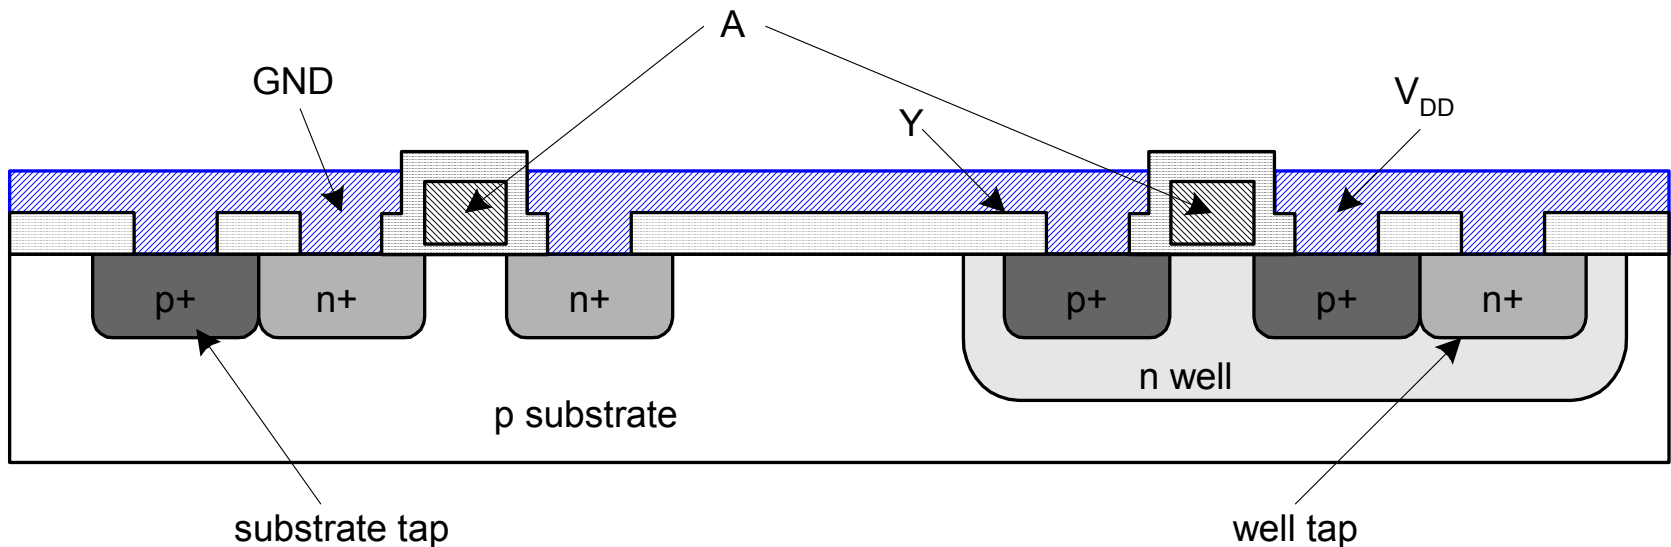 A
GND
Y
VDD
p+
n+
n+
p+
p+
n+
n well
p substrate
substrate tap
well tap